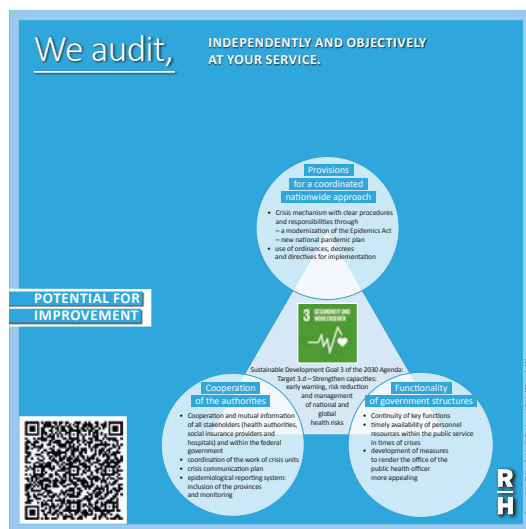 We audit,
INDEPENDENTLY AND OBJECTIVELY
AT YOUR SERVICE.
Provisions
for a coordinated
nationwide approach
• Crisis mechanism with clear procedures
and responsibilities through
– a modernization of the Epidemics Act
– new national pandemic plan
• use of ordinances, decrees
and directives for implementation
POTENTIAL FOR
IMPROVEMENT
3 GESUNDHEIT UND
WOHLERGEHEN
Sustainable Development Goal 3 of the 2030 Agenda:
Target 3.d – Strengthen capacities:
early warning, risk reduction
and management
of national and
global
health risks
Cooperation
of the authorities
• Cooperation and mutual information
of all stakeholders (health authorities,
social insurance providers and
hospitals) and within the federal
government
• coordination of the work of crisis units
• crisis communication plan
• epidemiological reporting system:
inclusion of the provinces
and monitoring
Functionality
of government structures
• Continuity of key functions
• timely availability of personnel
resources within the public service
in times of crises
• development of measures
to render the office of the
public health officer
more appealing
R
H